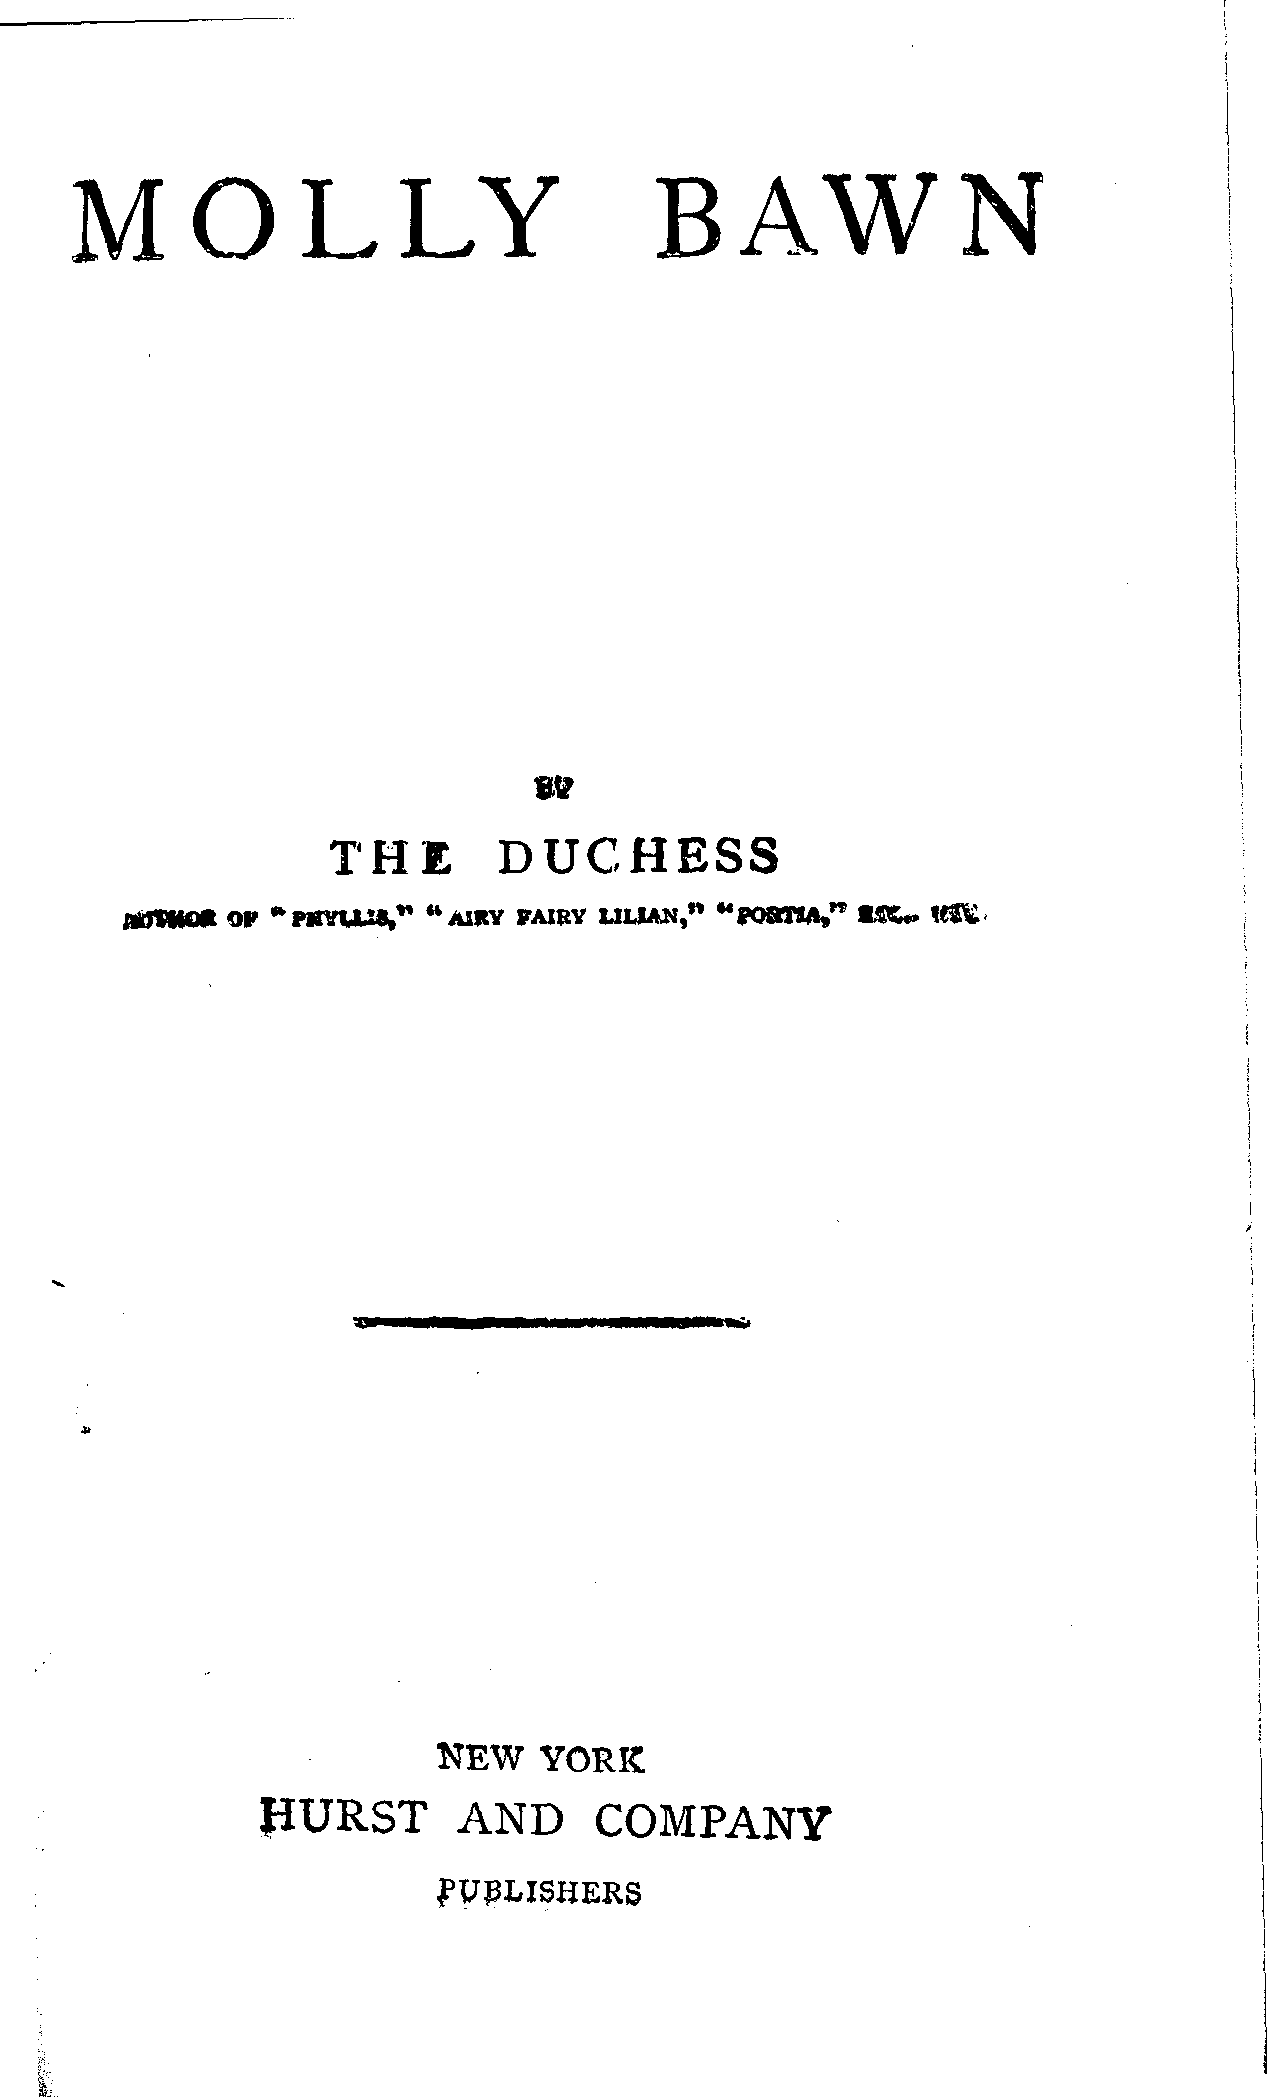 MOLLY BAWN
BY
THE DUCHESS
AUTHOR OF "PHYLLIS," "AIRY FAIRY LILIAN," "PORTIA," ETC., ETC.
NEW YORK
HURST AND COMPANY
PUBLISHERS